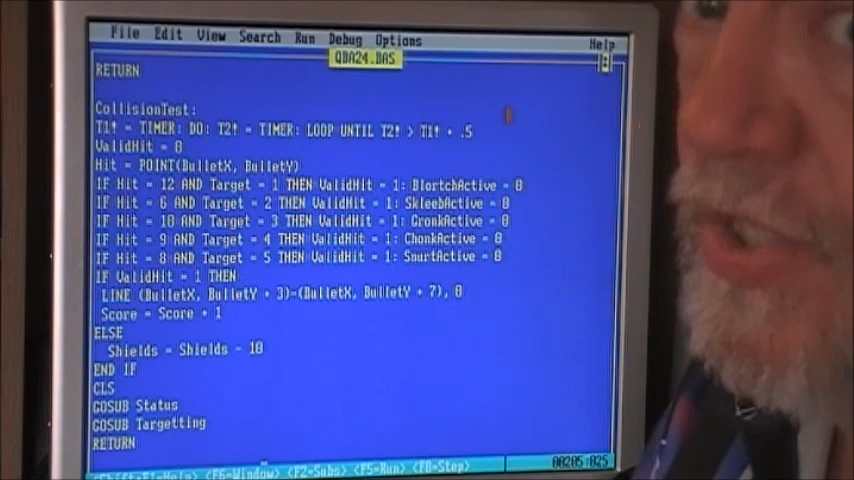 File Edit View Search Run Debug Options Help
QBA24.BAS
RETURN
CollisionTest:
T1! = TIMER: DO: T2! = TIMER: LOOP UNTIL T2! > T1! + .5
ValidHit = 0
Hit = POINT(BulletX, BulletY)
IF Hit = 12 AND Target = 1 THEN ValidHit = 1: BlortchActive = 0
IF Hit = 6 AND Target = 2 THEN ValidHit = 1: SkleebActive = 0
IF Hit = 10 AND Target = 3 THEN ValidHit = 1: GronkActive = 0
IF Hit = 9 AND Target = 4 THEN ValidHit = 1: ChonkActive = 0
IF Hit = 8 AND Target = 5 THEN ValidHit = 1: SnurtActive = 0
IF ValidHit = 1 THEN
LINE (BulletX, BulletY + 3)-(BulletX, BulletY + 7), 0
Score = Score + 1
ELSE
Shields = Shields - 10
END IF
CLS
GOSUB Status
GOSUB Targetting
RETURN
<Shift+F1=Help> <F6=Window> <F2=Subs> <F5=Run> <F8=Step> 00205:025